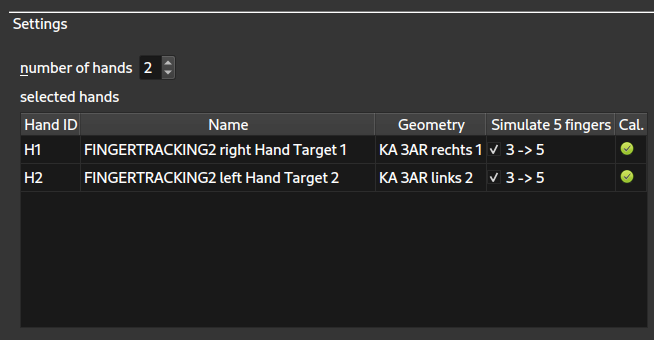 Settings
number of hands 2
selected hands
Hand ID Name Geometry Simulate 5 fingers Cal.
H1 FINGERTRACKING2 right Hand Target 1 KA 3AR rechts 1 3 -> 5
H2 FINGERTRACKING2 left Hand Target 2 KA 3AR links 2 3 -> 5